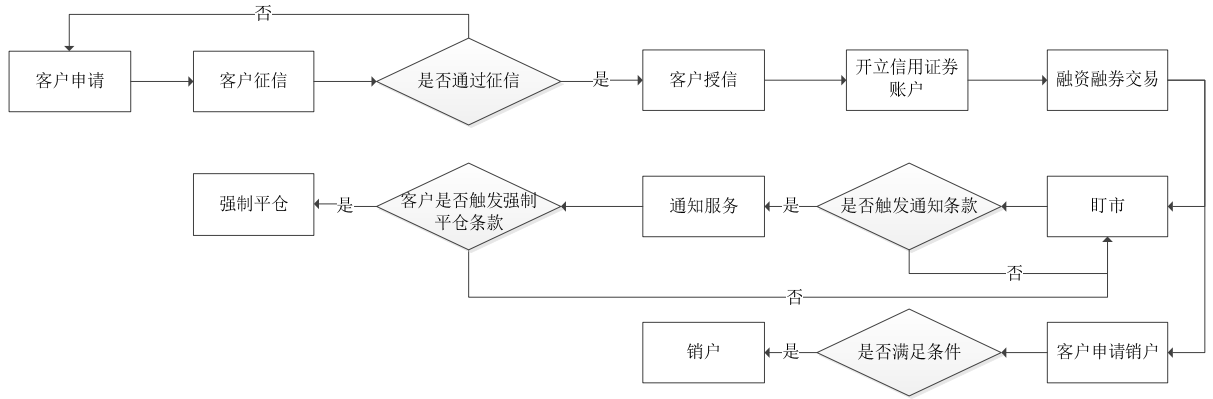 否
客户申请
客户征信
是否通过征信
是
客户授信
开立信用证券
账户
融资融券交易
强制平仓
是
客户是否触发强制
平仓条款
通知服务
是
是否触发通知条款
盯市
否
否
销户
是
是否满足条件
客户申请销户